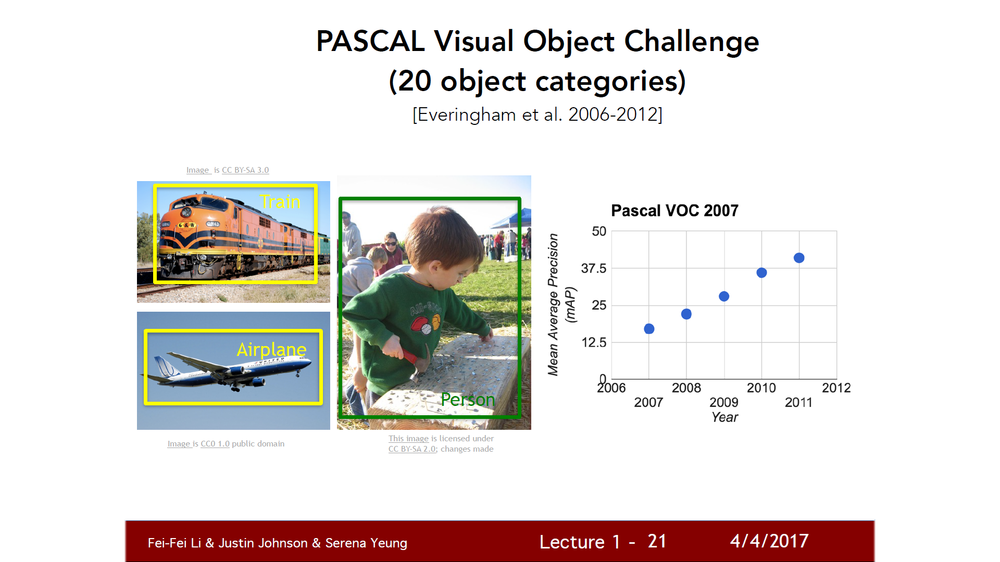 PASCAL Visual Object Challenge
(20 object categories)
[Everingham et al. 2006-2012]
Image is CC BY-SA 3.0
Train
G & W
GM43
GM43
Airplane
UNITED
Image is CC0 1.0 public domain
Person
This image is licensed under
CC BY-SA 2.0; changes made
Pascal VOC 2007
Mean Average Precision
(mAP)
50
37.5
25
12.5
0
2006
2007
2008
2009
2010
2011
2012
Year
Fei-Fei Li & Justin Johnson & Serena Yeung
Lecture 1 - 21
4/4/2017